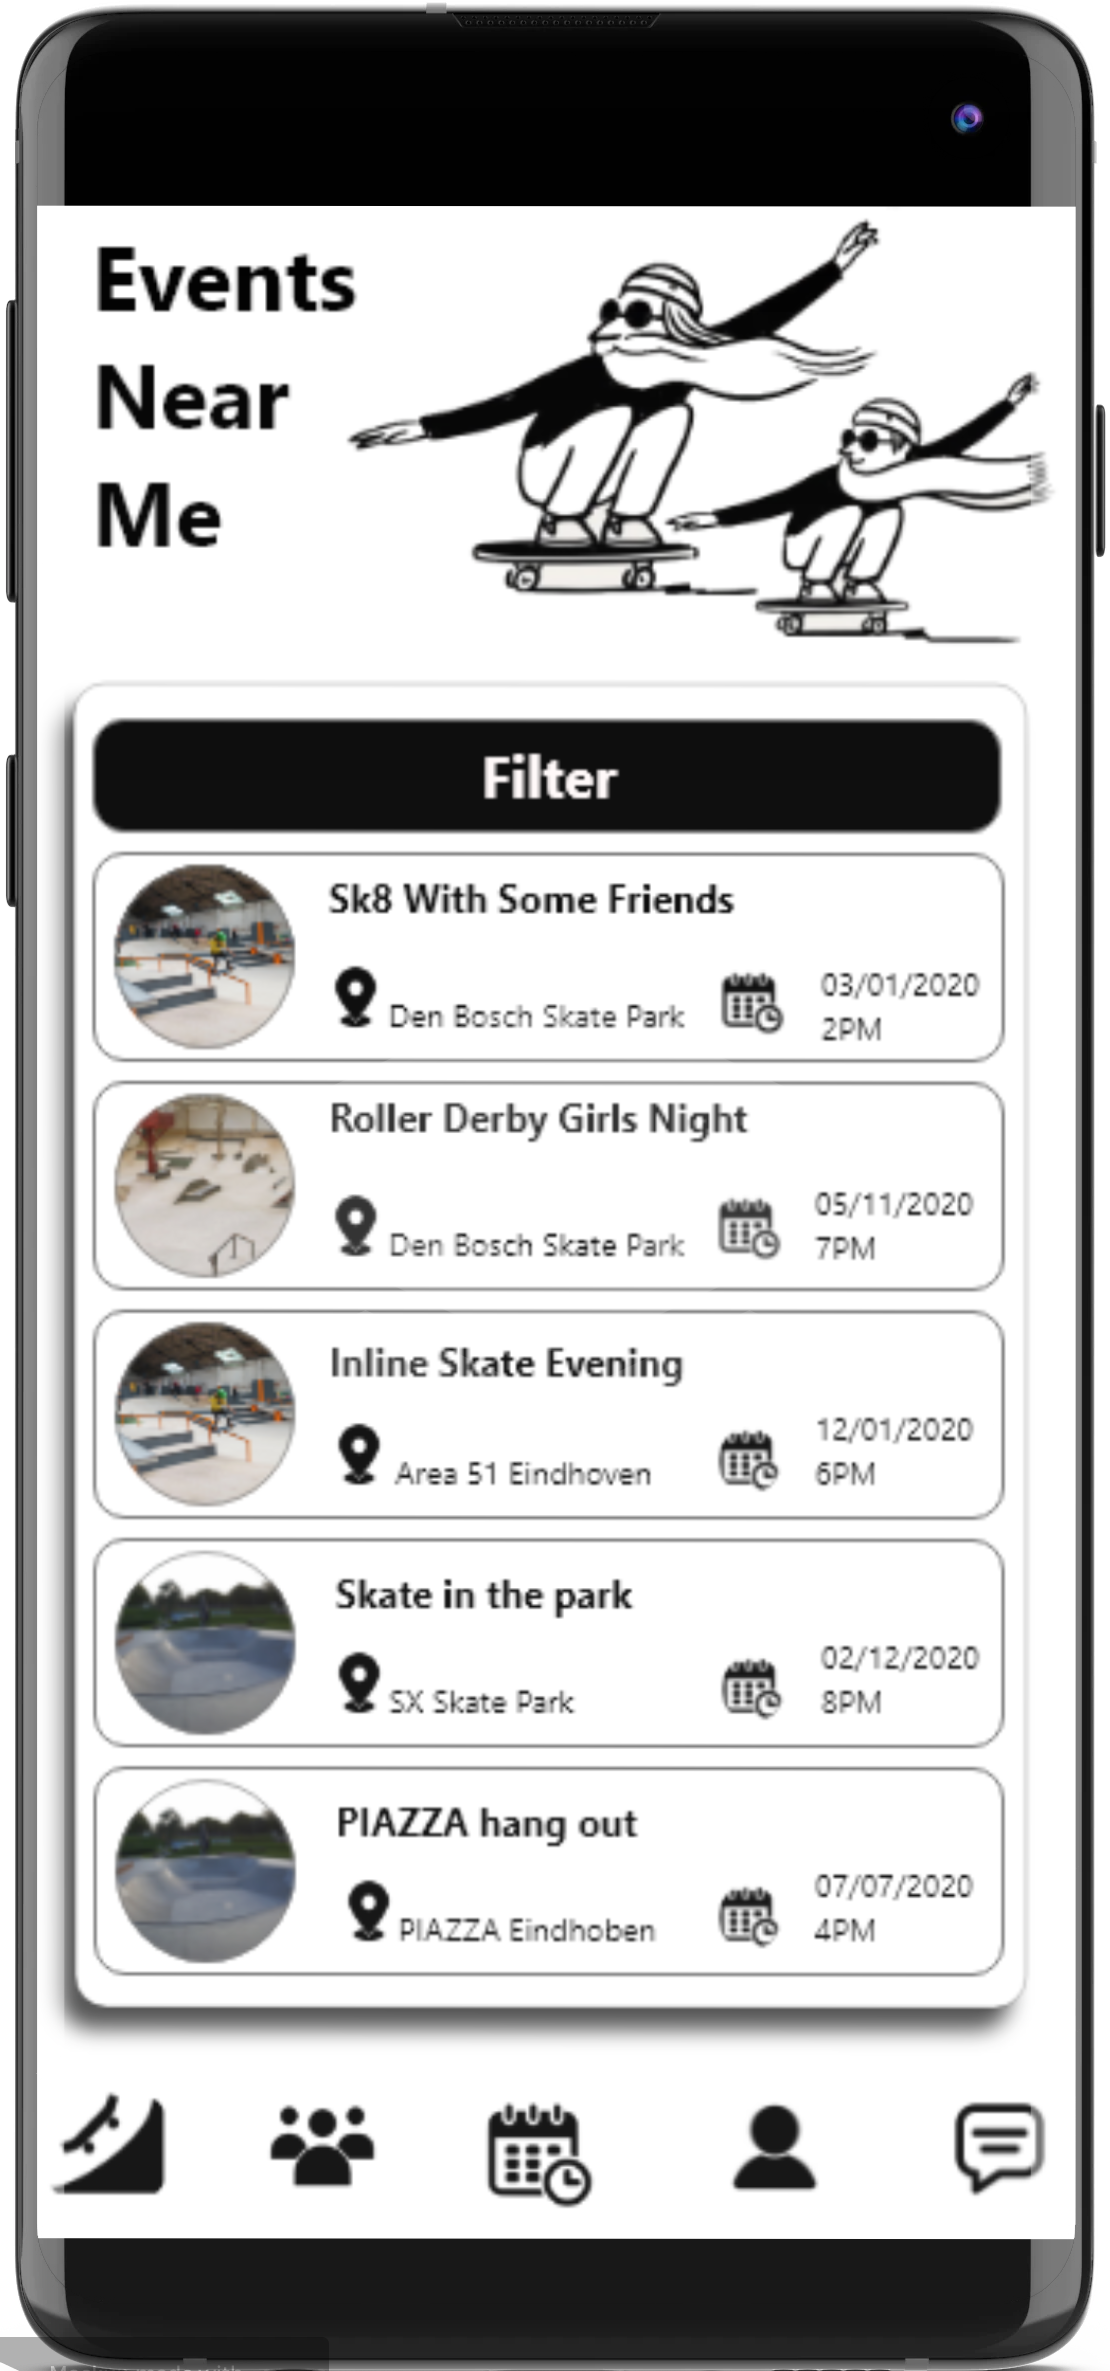 Events
Near
Me
Filter
Sk8 With Some Friends
Den Bosch Skate Park
03/01/2020
2PM
Roller Derby Girls Night
Den Bosch Skate Park
05/11/2020
7PM
Inline Skate Evening
Area 51 Eindhoven
12/01/2020
6PM
Skate in the park
SX Skate Park
02/12/2020
8PM
PIAZZA hang out
PIAZZA Eindhoben
07/07/2020
4PM